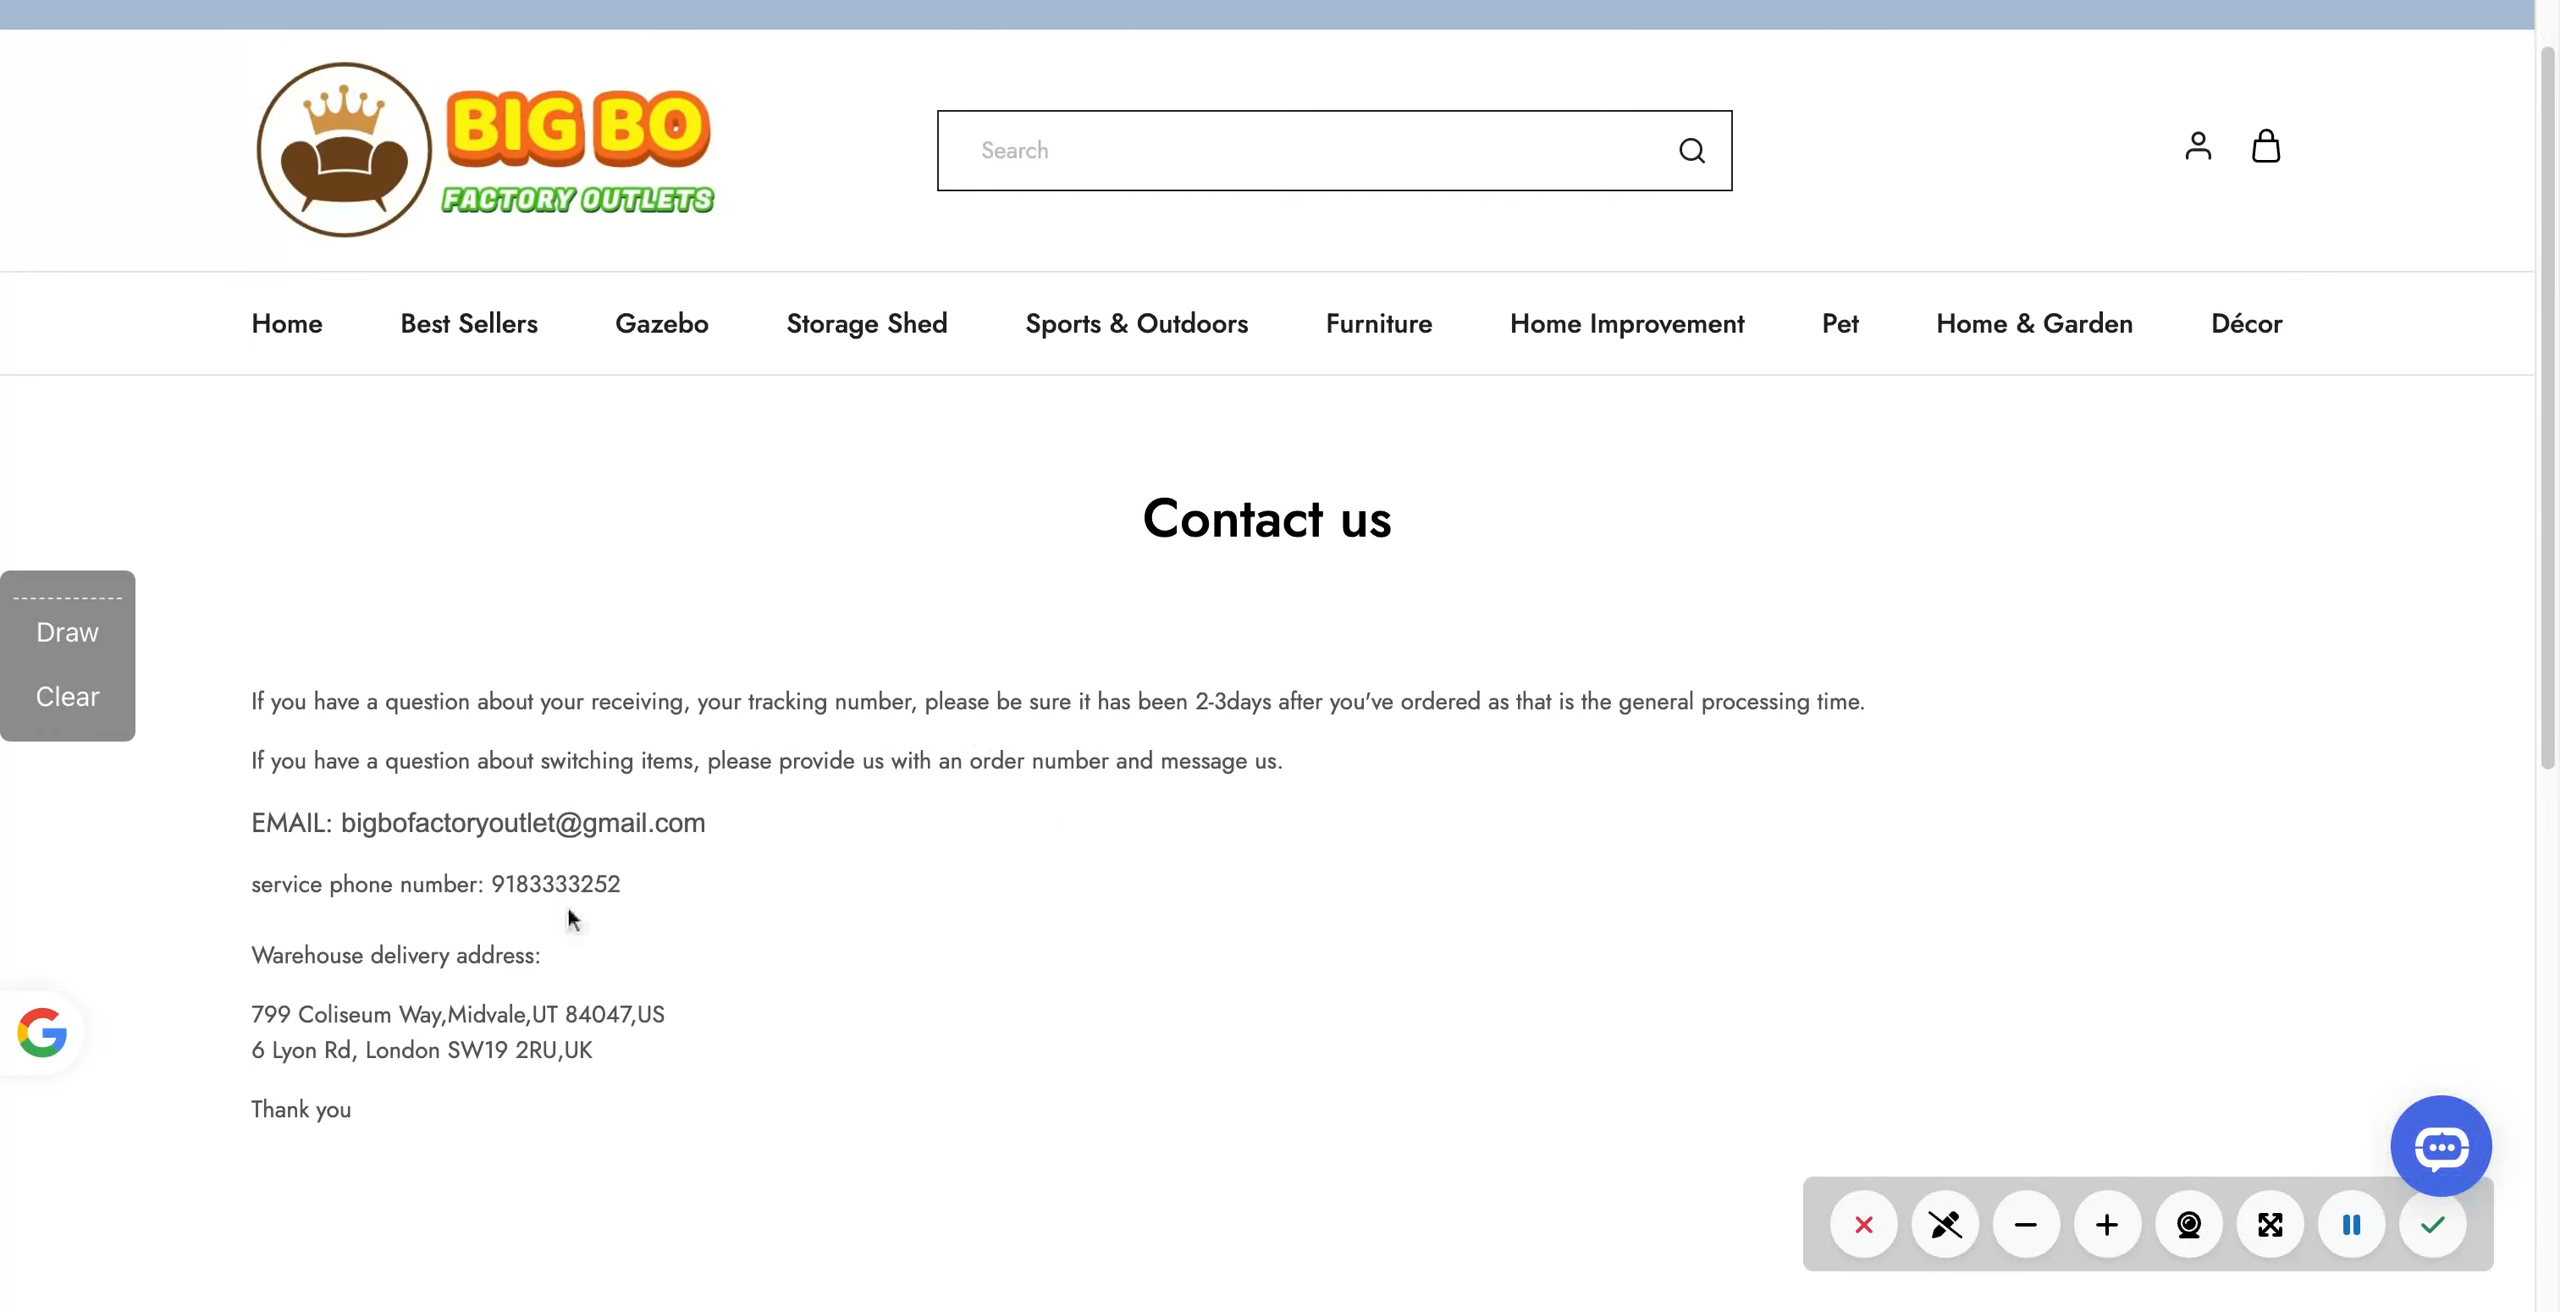 BIG BO
FACTORY OUTLETS
Search
Home
Best Sellers
Gazebo
Storage Shed
Sports & Outdoors
Furniture
Home Improvement
Pet
Home & Garden
Décor
Contact us
Draw
Clear
If you have a question about your receiving, your tracking number, please be sure it has been 2-3days after you've ordered as that is the general processing time.
If you have a question about switching items, please provide us with an order number and message us.
EMAIL: bigbofactoryoutlet@gmail.com
service phone number: 9183333252
Warehouse delivery address:
799 Coliseum Way,Midvale,UT 84047,US
6 Lyon Rd, London SW19 2RU,UK
Thank you